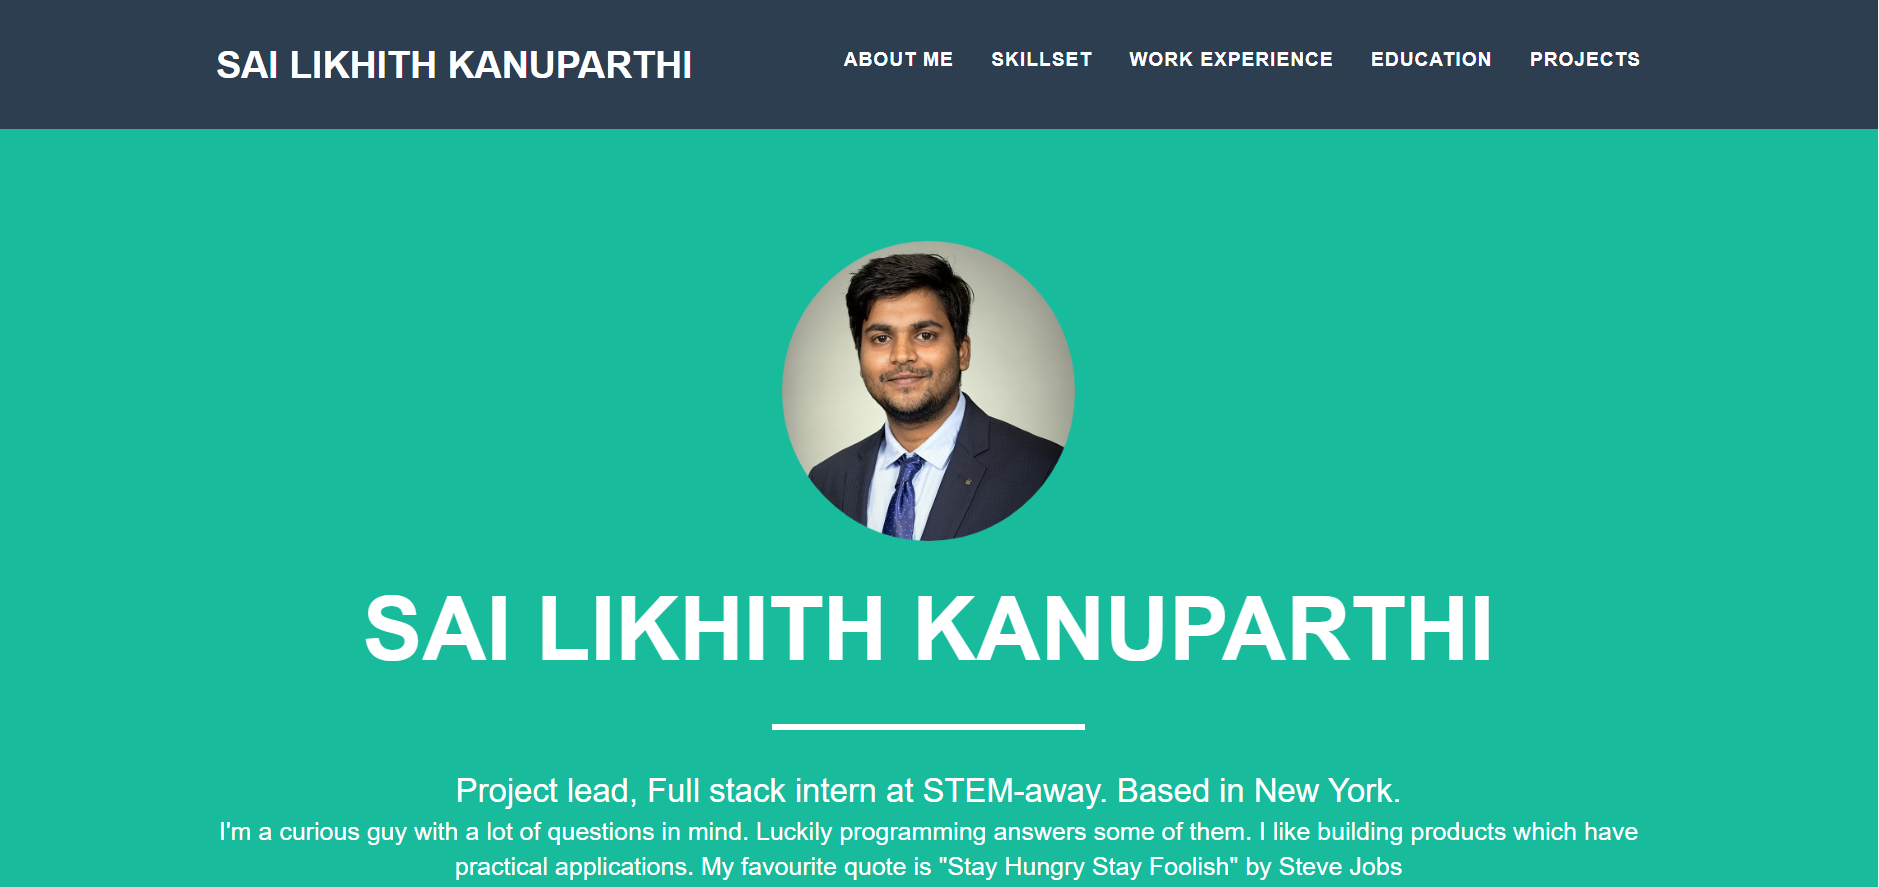 SAI LIKHITH KANUPARTHI
ABOUT ME
SKILLSET
WORK EXPERIENCE
EDUCATION
PROJECTS
SAI LIKHITH KANUPARTHI
Project lead, Full stack intern at STEM-away. Based in New York.
I'm a curious guy with a lot of questions in mind. Luckily programming answers some of them. I like building products which have
practical applications. My favourite quote is "Stay Hungry Stay Foolish" by Steve Jobs